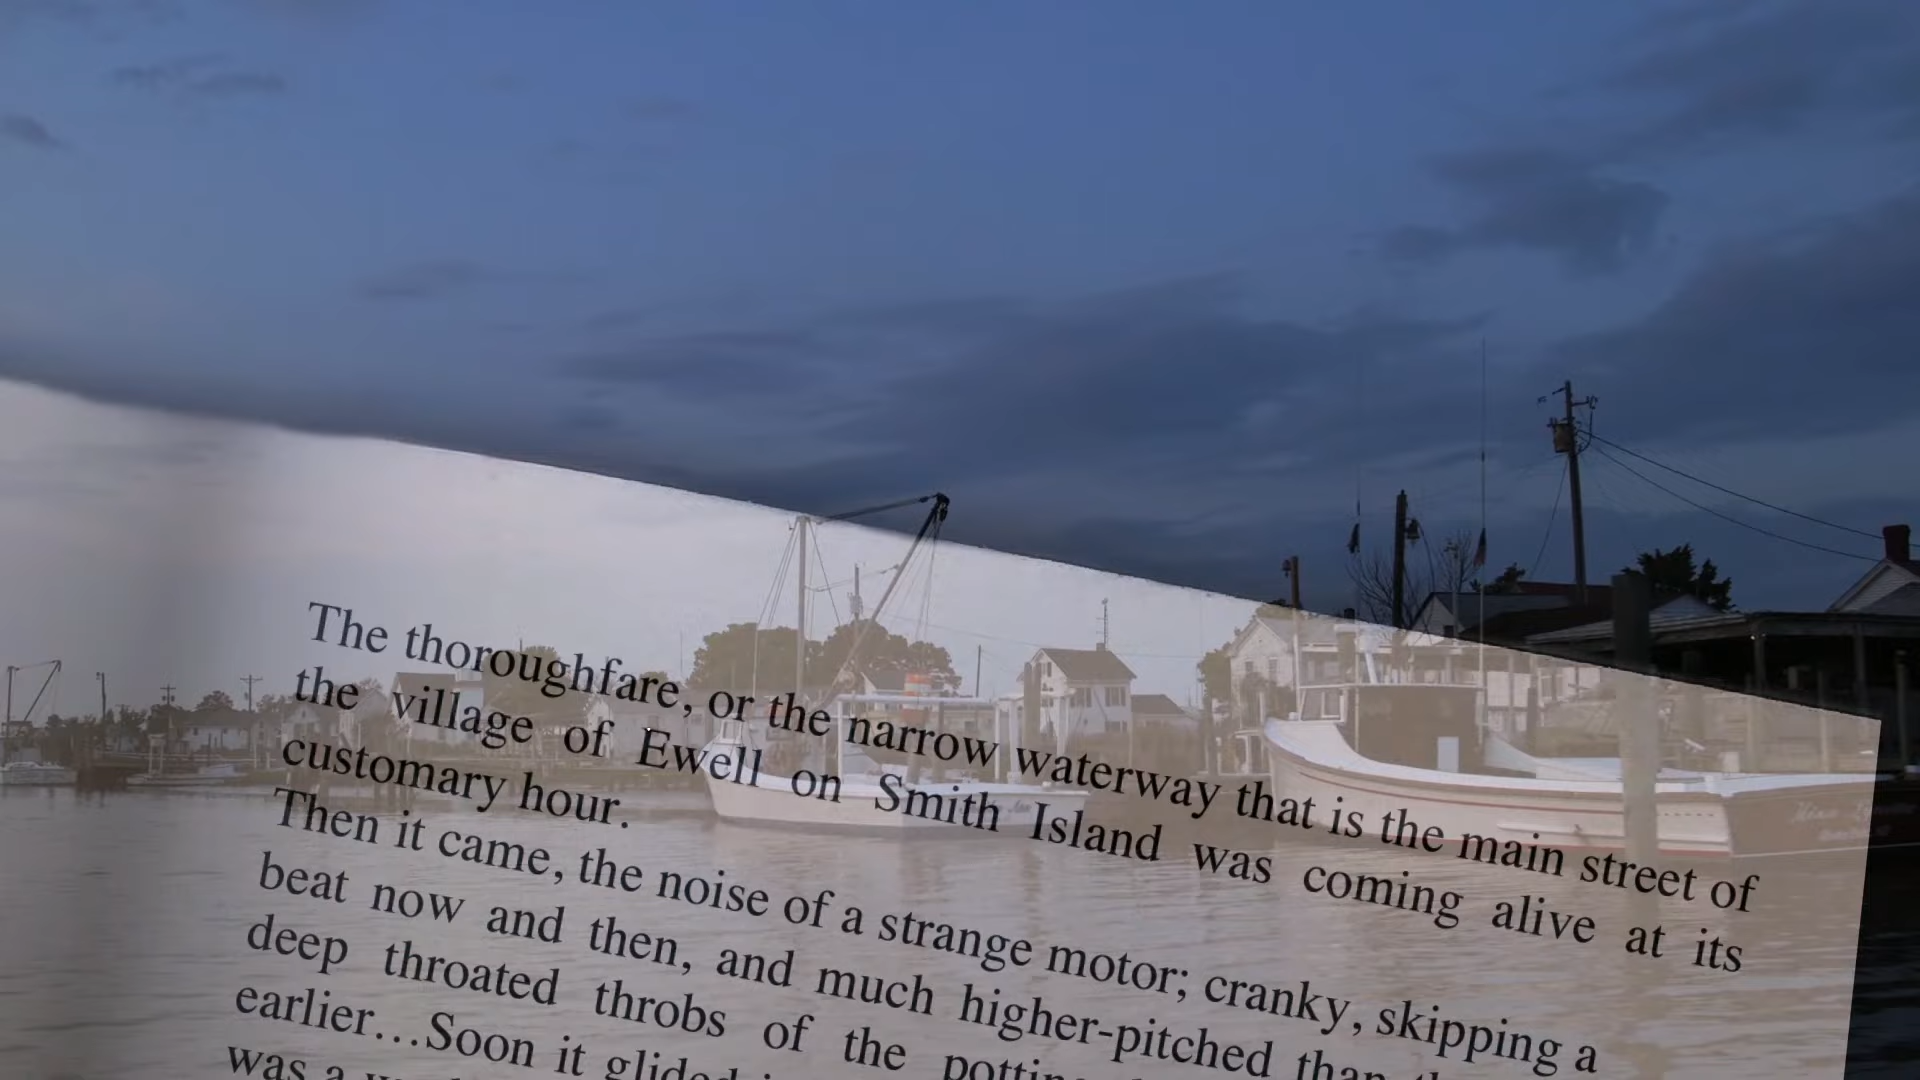 The thoroughfare, or the narrow waterway that is the main street of
the village of Ewell on Smith Island was coming alive at its
customary hour.
Then it came, the noise of a strange motor; cranky, skipping a
beat now and then, and much higher-pitched than
deep throated throbs of the
earlier…Soon it glided
was a